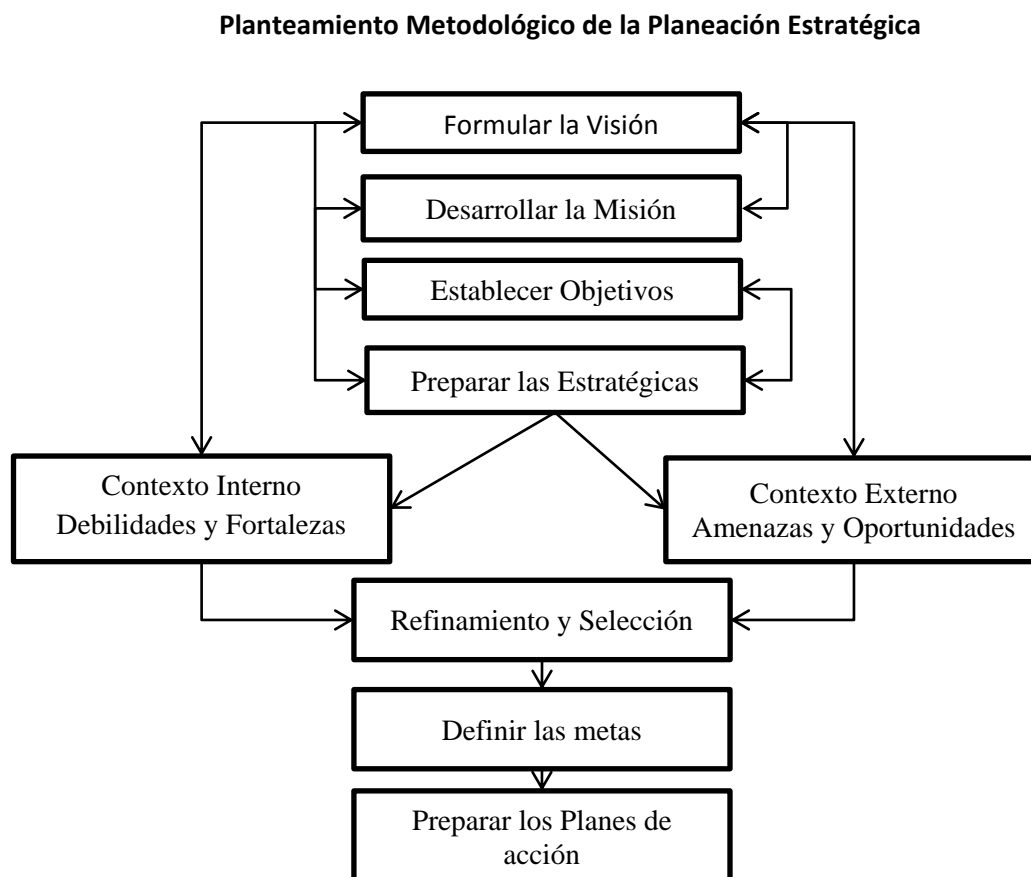 Planteamiento Metodológico de la Planeación Estratégica
Formular la Visión
Desarrollar la Misión
Establecer Objetivos
Preparar las Estratégicas
Contexto Interno
Debilidades y Fortalezas
Contexto Externo
Amenazas y Oportunidades
Refinamiento y Selección
Definir las metas
Preparar los Planes de
acción